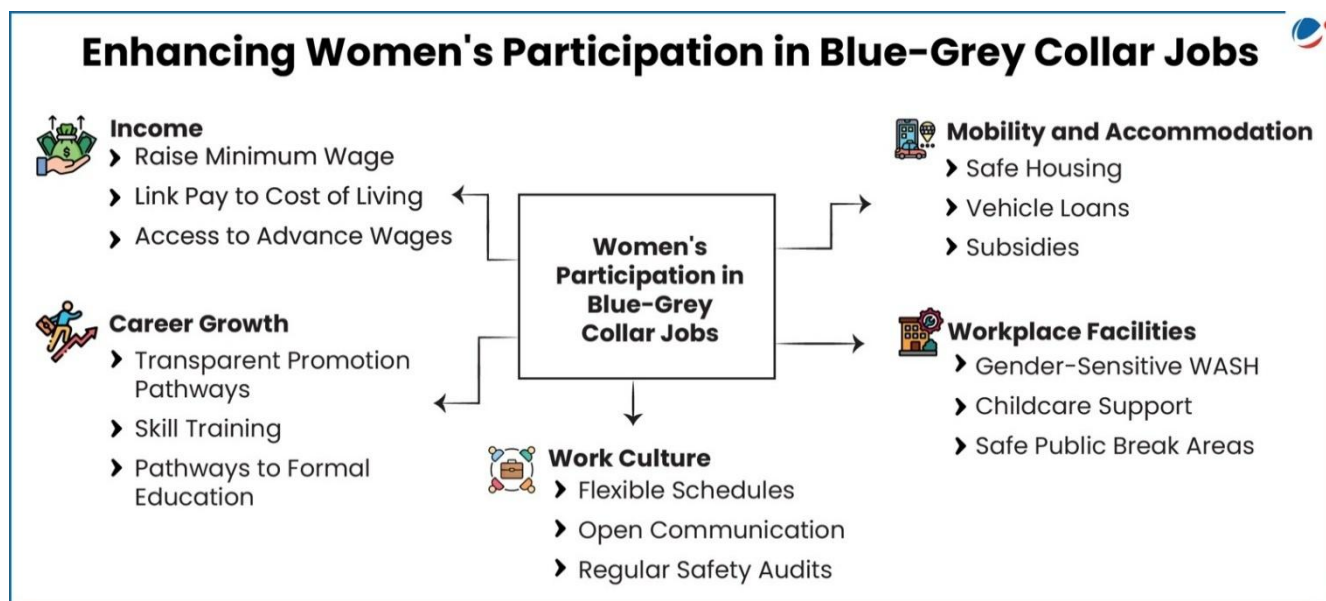 Enhancing Women's Participation in Blue-Grey Collar Jobs
Income
Raise Minimum Wage
Link Pay to Cost of Living
Access to Advance Wages
Career Growth
Transparent Promotion
Pathways
Skill Training
Pathways to Formal
Education
Women's
Participation in
Blue-Grey
Collar Jobs
Work Culture
Flexible Schedules
Open Communication
Regular Safety Audits
Mobility and Accommodation
Safe Housing
Vehicle Loans
Subsidies
Workplace Facilities
Gender-Sensitive WASH
Childcare Support
Safe Public Break Areas